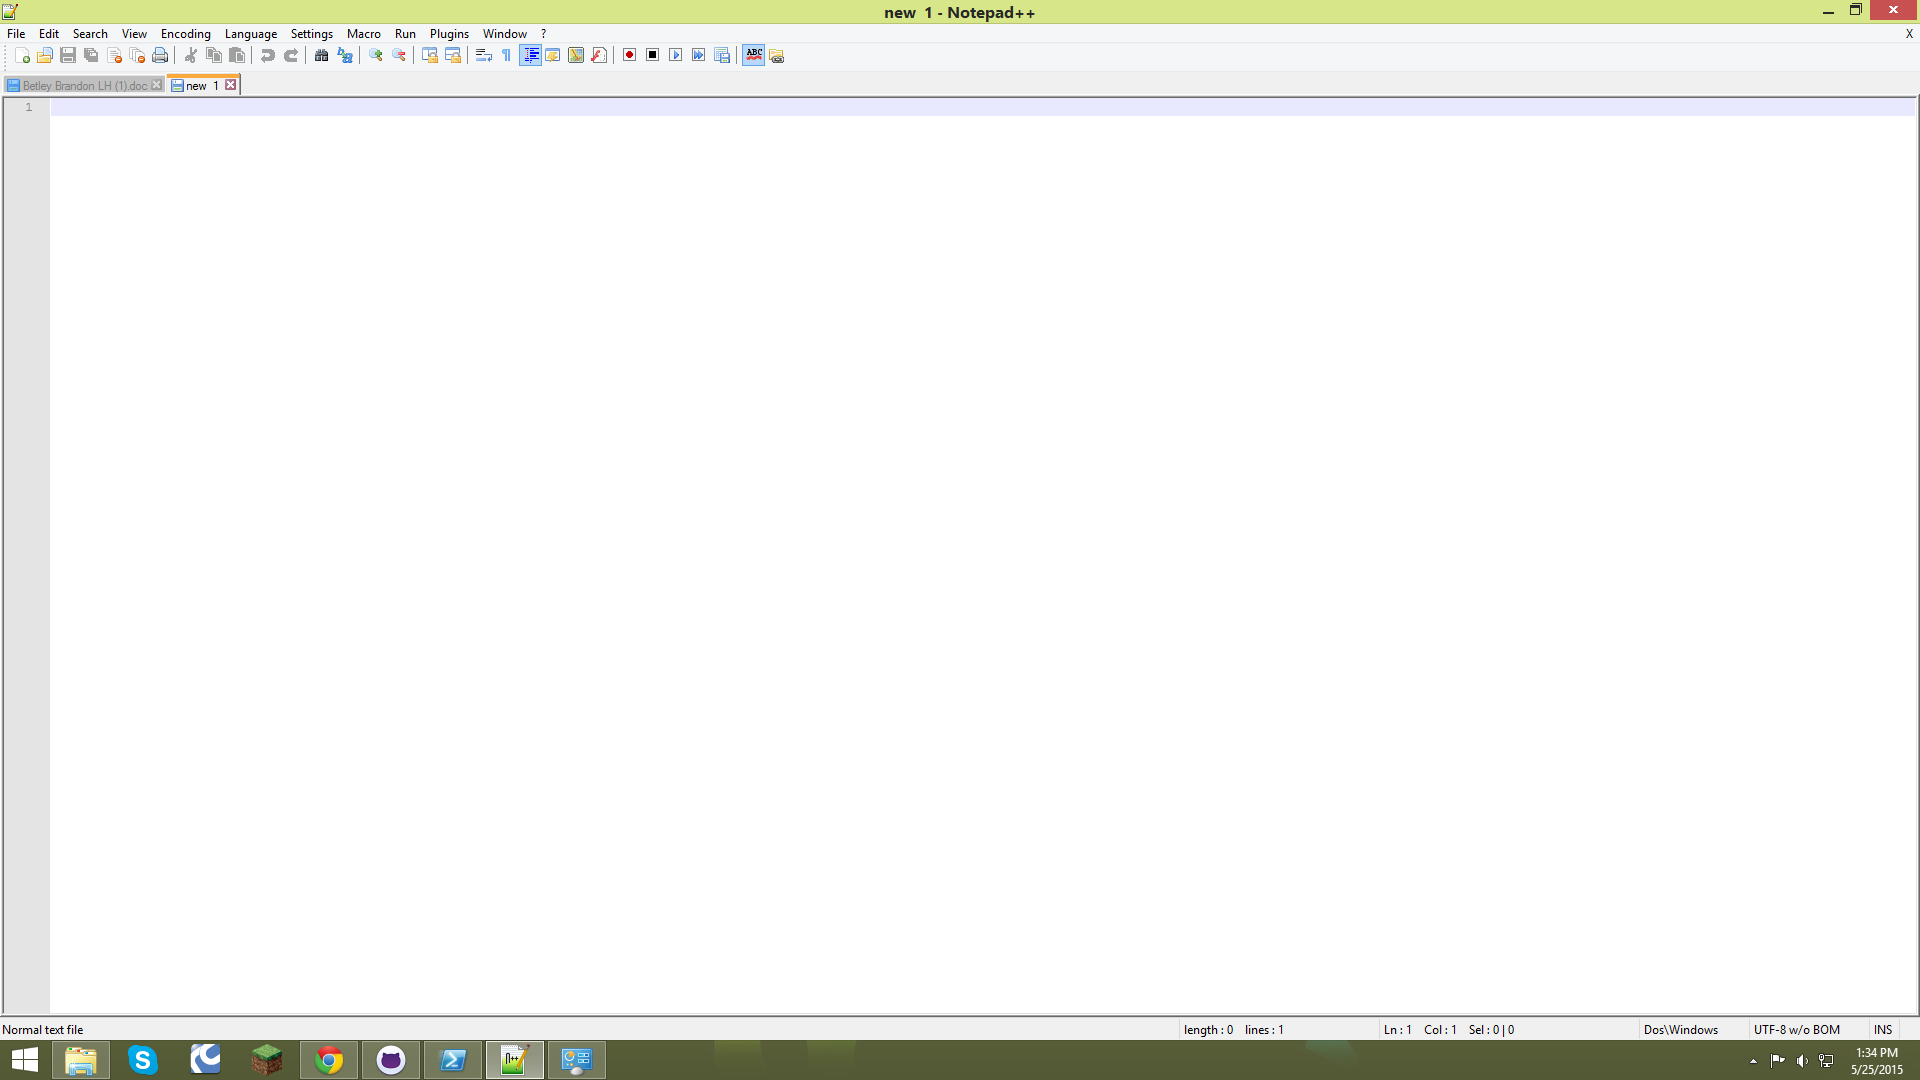 new  1 - Notepad++
File Edit Search View Encoding Language Settings Macro Run Plugins Window ? X
ABC
Betley Brandon LH (1).doc new  1
1
Normal text file length : 0 lines : 1 Ln : 1 Col : 1 Sel : 0 | 0 Dos\Windows UTF-8 w/o BOM INS
1:34 PM
5/25/2015